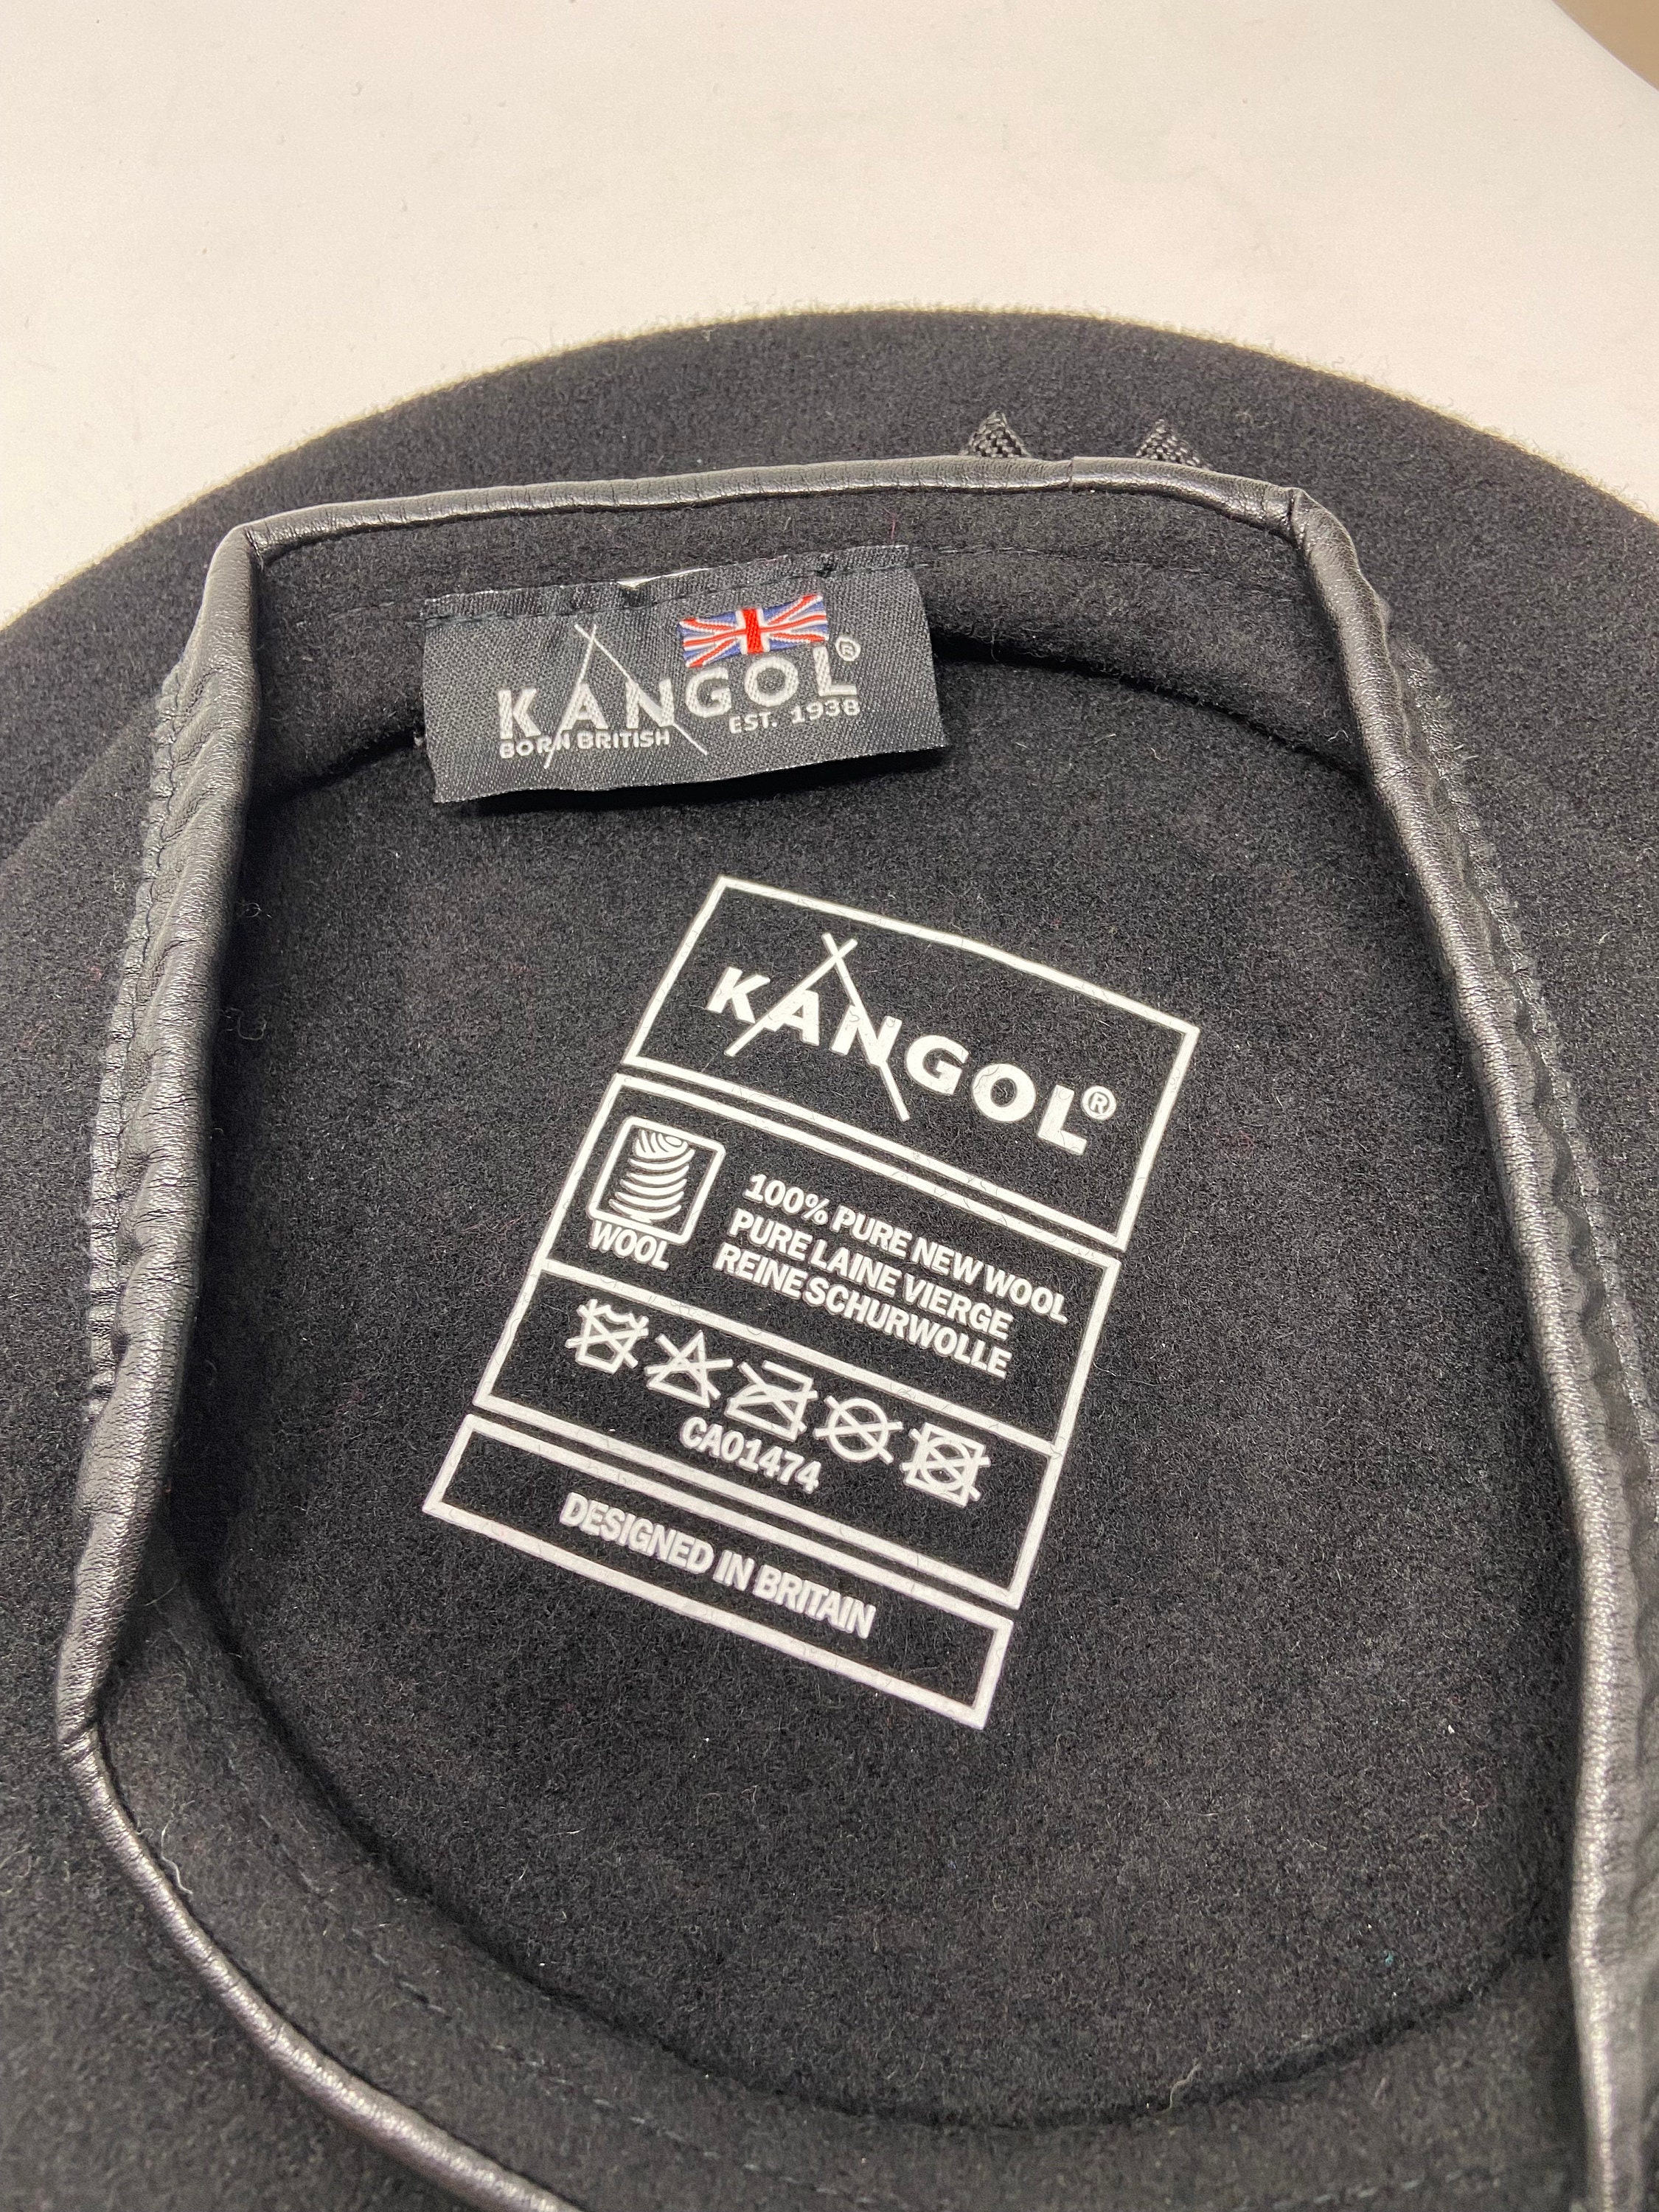 KANGOL®
BORN BRITISH EST. 1938
KANGOL®
WOOL
100% PURE NEW WOOL
PURE LAINE VIERGE
REINE SCHURWOLLE
CA01474
DESIGNED IN BRITAIN